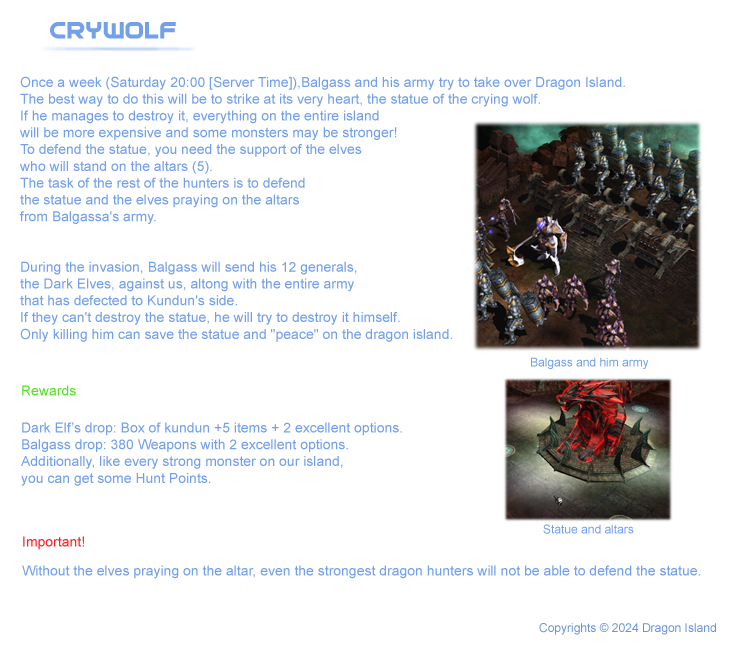 CRYWOLF
Once a week (Saturday 20:00 [Server Time]),Balgass and his army try to take over Dragon Island.
The best way to do this will be to strike at its very heart, the statue of the crying wolf.
If he manages to destroy it, everything on the entire island
will be more expensive and some monsters may be stronger!
To defend the statue, you need the support of the elves
who will stand on the altars (5).
The task of the rest of the hunters is to defend
the statue and the elves praying on the altars
from Balgassa's army.
During the invasion, Balgass will send his 12 generals,
the Dark Elves, against us, altong with the entire army
that has defected to Kundun's side.
If they can't destroy the statue, he will try to destroy it himself.
Only killing him can save the statue and "peace" on the dragon island.
Balgass and him army
Rewards
Dark Elf's drop: Box of kundun +5 items + 2 excellent options.
Balgass drop: 380 Weapons with 2 excellent options.
Additionally, like every strong monster on our island,
you can get some Hunt Points.
Statue and altars
Important!
Without the elves praying on the altar, even the strongest dragon hunters will not be able to defend the statue.
Copyrights © 2024 Dragon Island